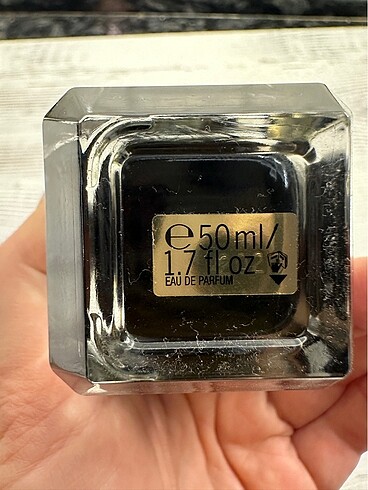 ℮50ml/
1.7 fl oz
EAU DE PARFUM